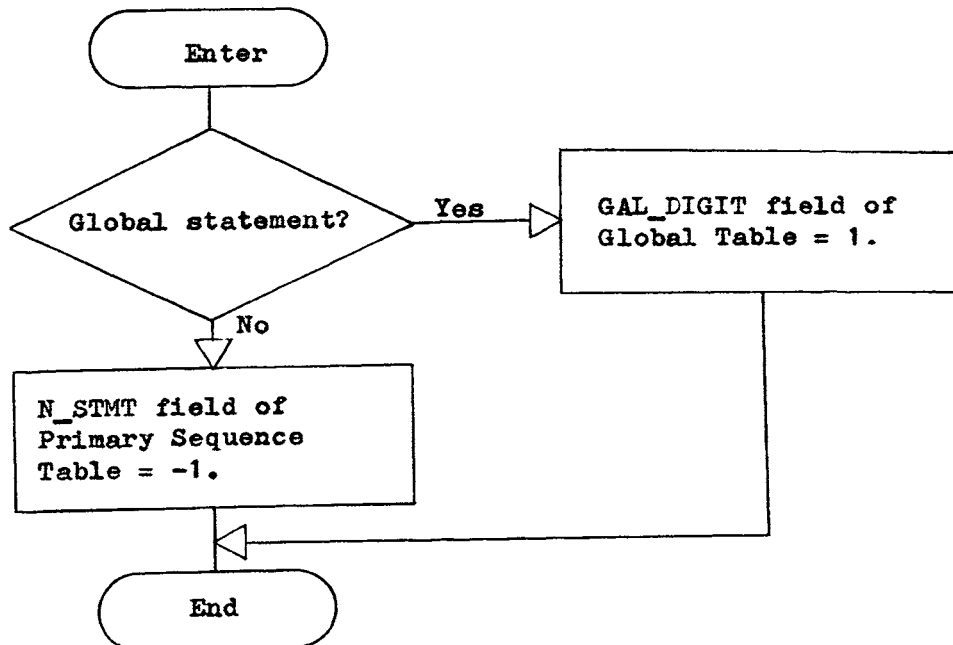 Enter
Global statement?
Yes
GAL_DIGIT field of
Global Table = 1.
No
N_STMT field of
Primary Sequence
Table = -1.
End